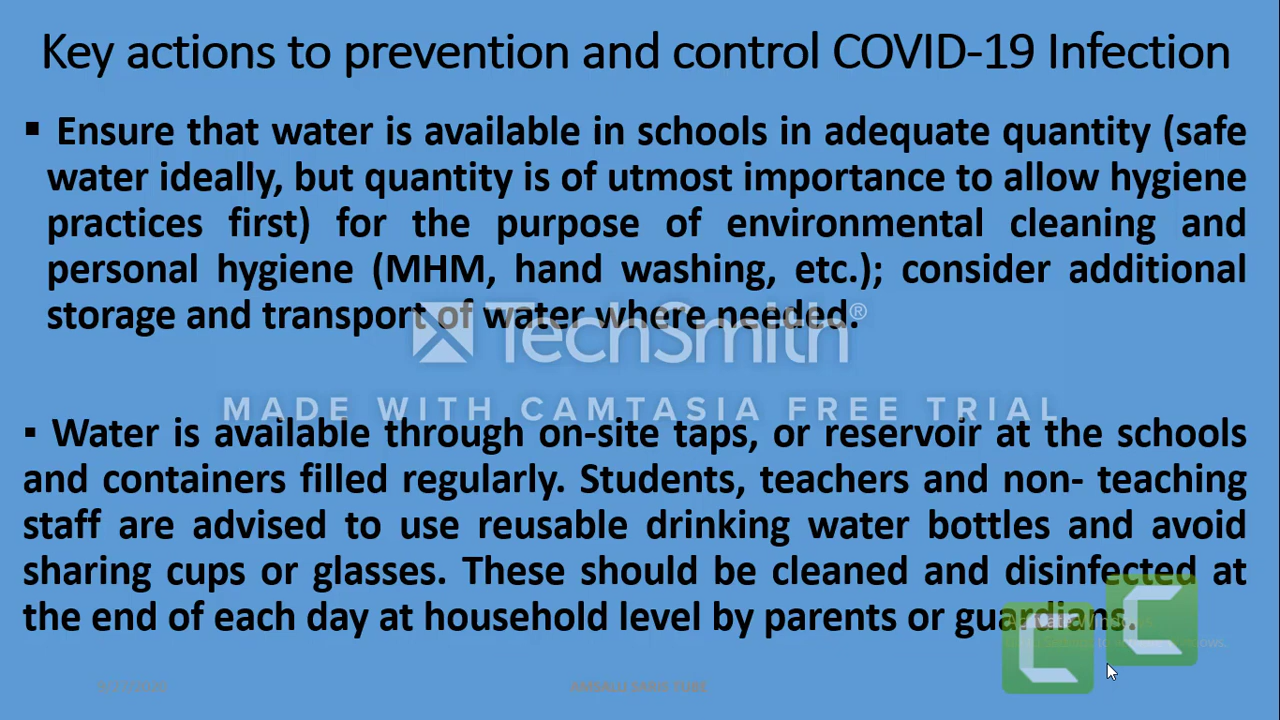 Key actions to prevention and control COVID-19 Infection
▪ Ensure that water is available in schools in adequate quantity (safe
water ideally, but quantity is of utmost importance to allow hygiene
practices first) for the purpose of environmental cleaning and
personal hygiene (MHM, hand washing, etc.); consider additional
storage and transport of water where needed.
TechSmith®
MADE WITH CAMTASIA FREE TRIAL
▪ Water is available through on-site taps, or reservoir at the schools
and containers filled regularly. Students, teachers and non- teaching
staff are advised to use reusable drinking water bottles and avoid
sharing cups or glasses. These should be cleaned and disinfected at
the end of each day at household level by parents or guardians.